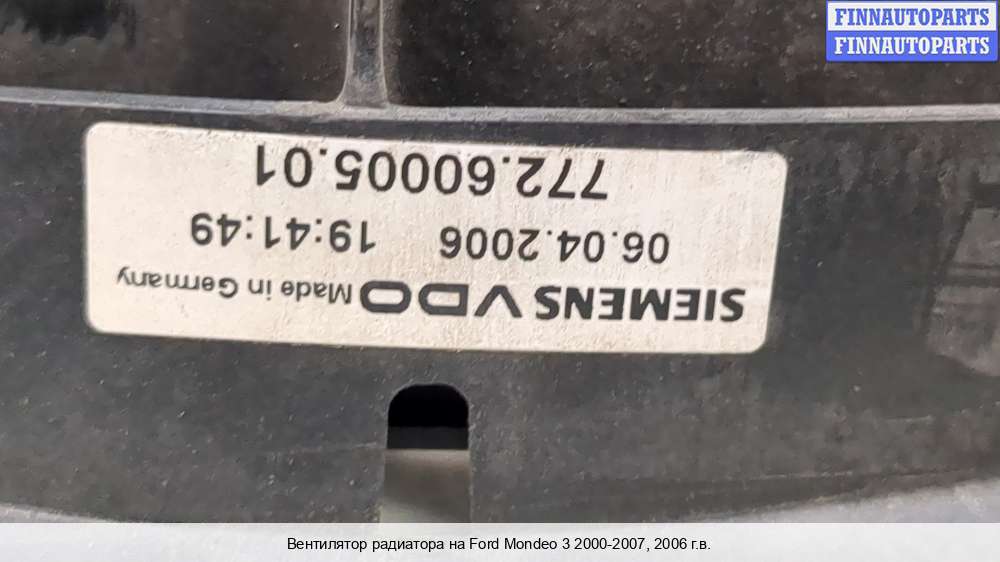 FINNAUTOPARTS
FINNAUTOPARTS
SIEMENS VDO Made in Germany
06.04.2006 19:41:49
772.60005.01
Вентилятор радиатора на Ford Mondeo 3 2000-2007, 2006 г.в.